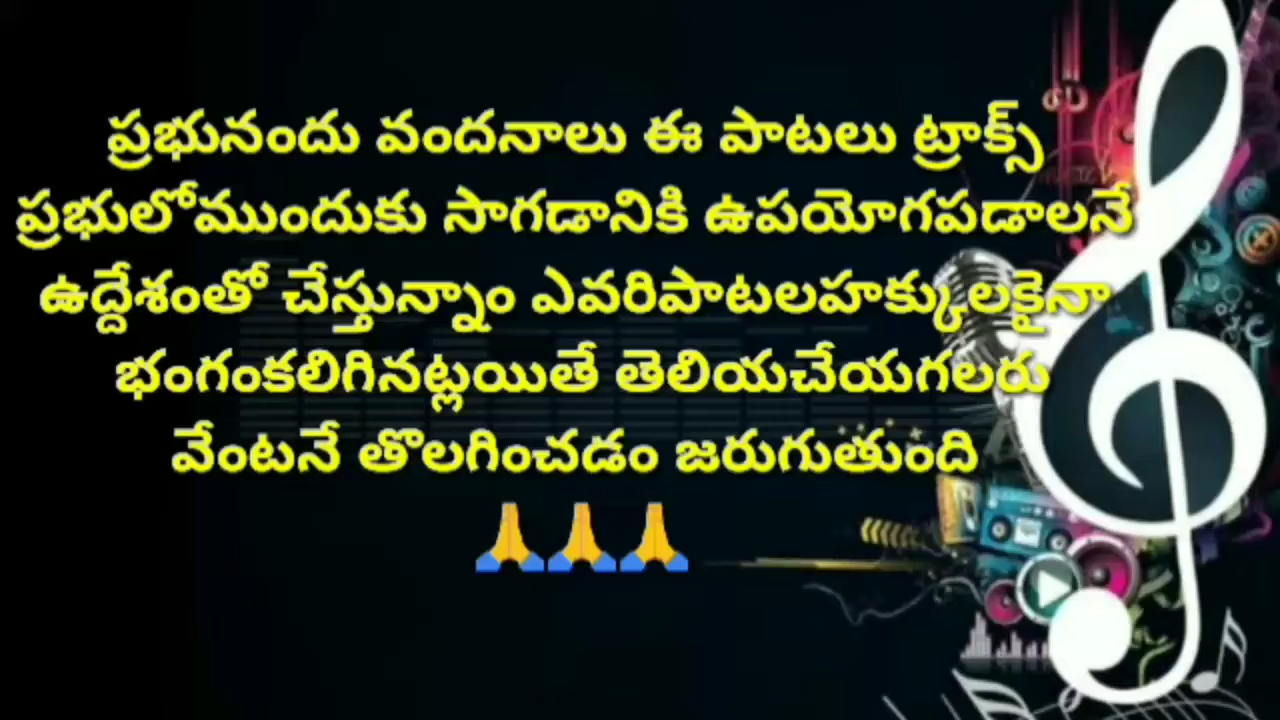 ప్రభునందు వందనాలు ఈ పాటలు ట్రాక్స్
ప్రభులోముందుకు సాగడానికి ఉపయోగపడాలనే
ఉద్దేశంతో చేస్తున్నాం ఎవరిపాటలహక్కులకైనా
భంగంకలిగినట్లయితే తెలియచేయగలరు
వేంటనే తొలగించడం జరుగుతుంది
🙏🙏🙏